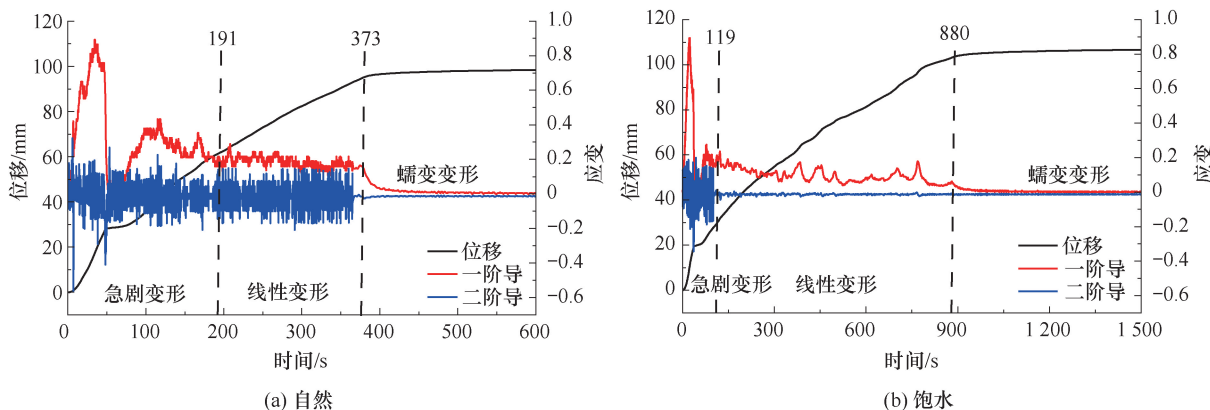 120
100
80
60
40
20
0
位移/mm
191
373
1.0
0.8
0.6
0.4
0.2
0
−0.2
−0.4
−0.6
应变
蠕变变形
急剧变形
线性变形
位移
一阶导
二阶导
0
100
200
300
400
500
600
时间/s
(a) 自然
120
100
80
60
40
20
0
位移/mm
119
880
1.0
0.8
0.6
0.4
0.2
0
−0.2
−0.4
−0.6
应变
蠕变变形
急剧变形
线性变形
位移
一阶导
二阶导
0
300
600
900
1 200
1 500
时间/s
(b) 饱水